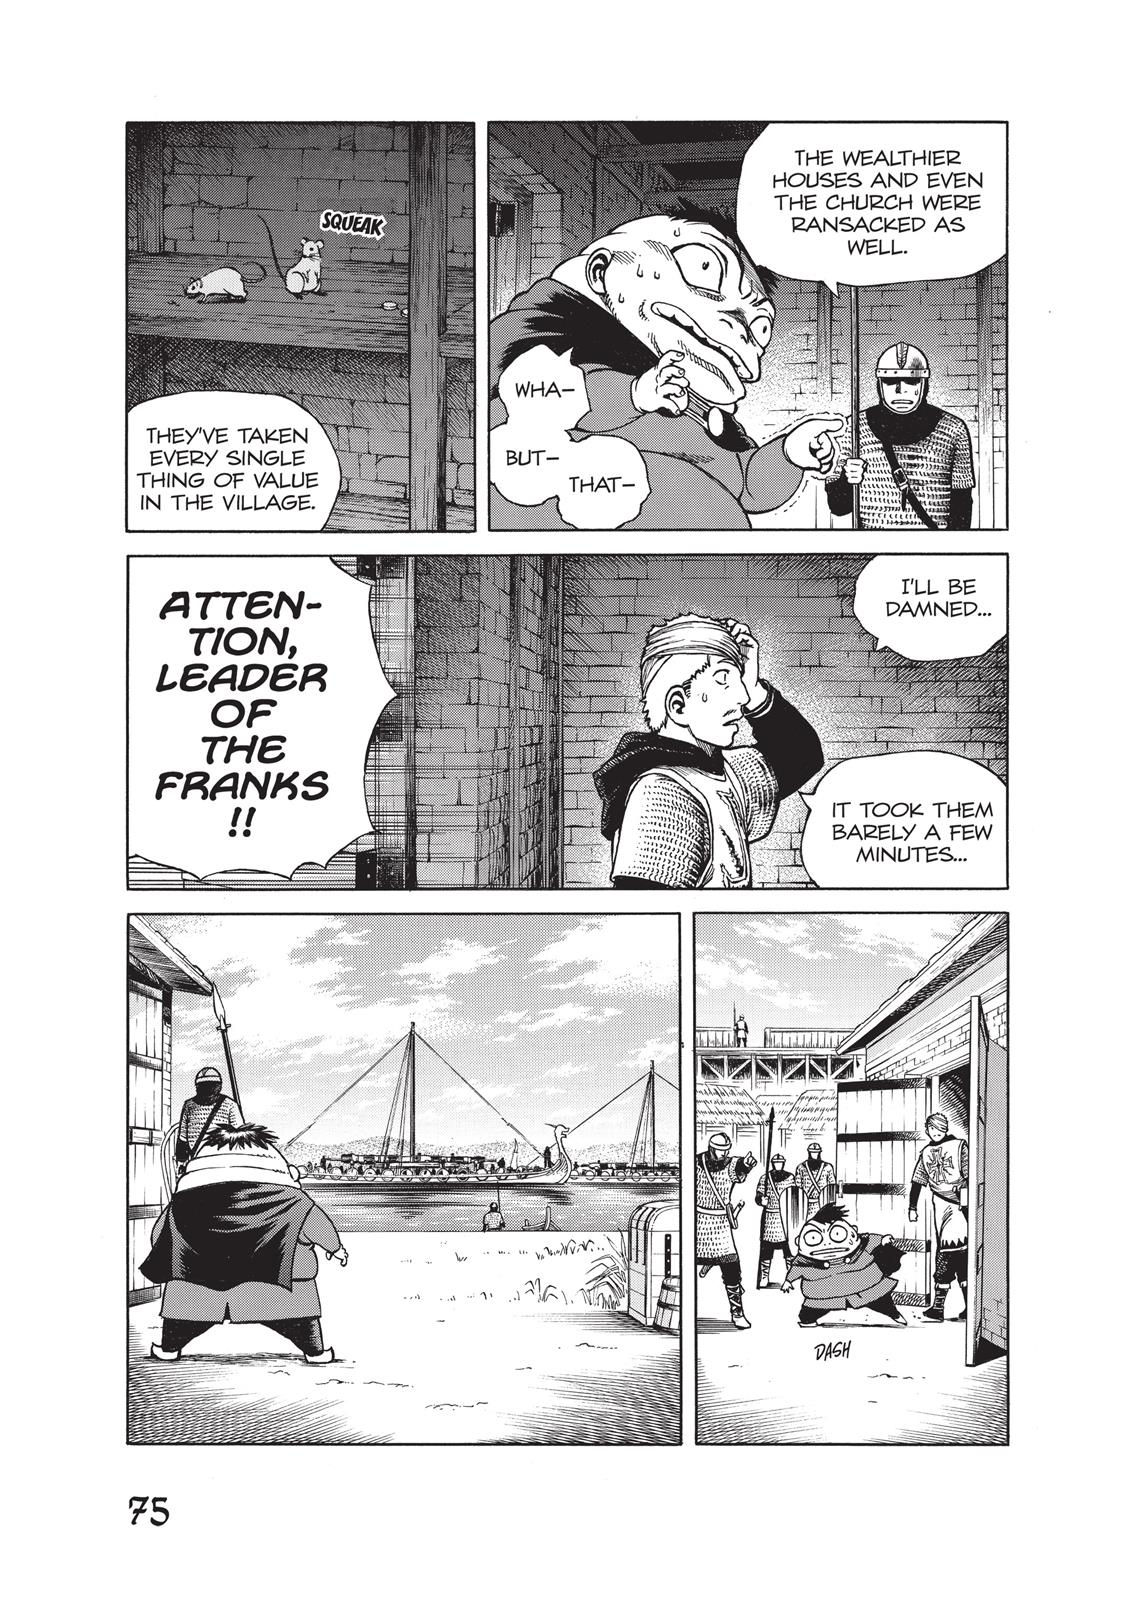 THE WEALTHIER
HOUSES AND EVEN
THE CHURCH WERE
RANSACKED AS
WELL.
WHA–
BUT–
THAT–
SQUEAK
THEY'VE TAKEN
EVERY SINGLE
THING OF VALUE
IN THE VILLAGE.
I'LL BE
DAMNED...
IT TOOK THEM
BARELY A FEW
MINUTES...
ATTEN-
TION,
LEADER
OF
THE
FRANKS
!!
DASH
75